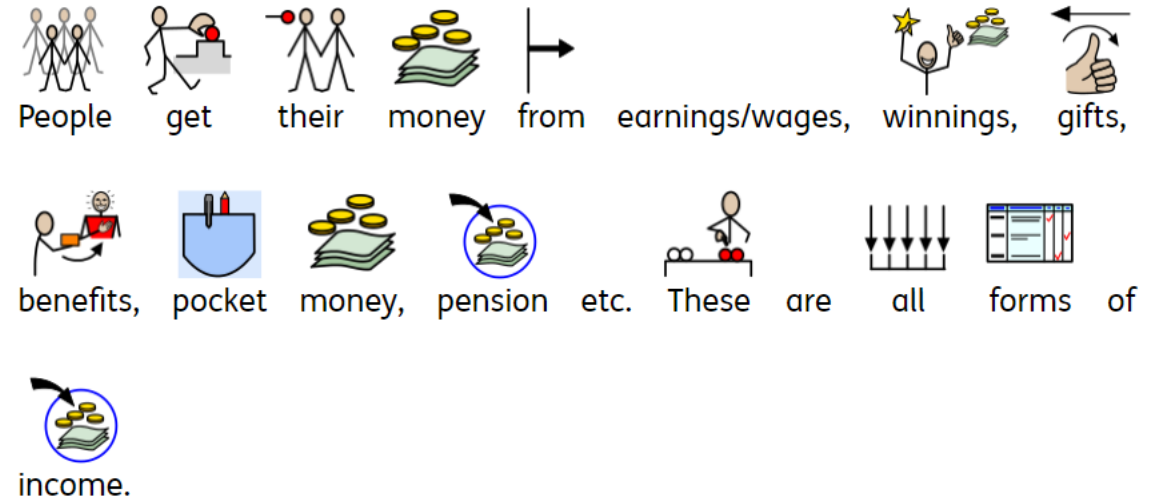 People get their money from earnings/wages, winnings, gifts,
benefits, pocket money, pension etc. These are all forms of
income.